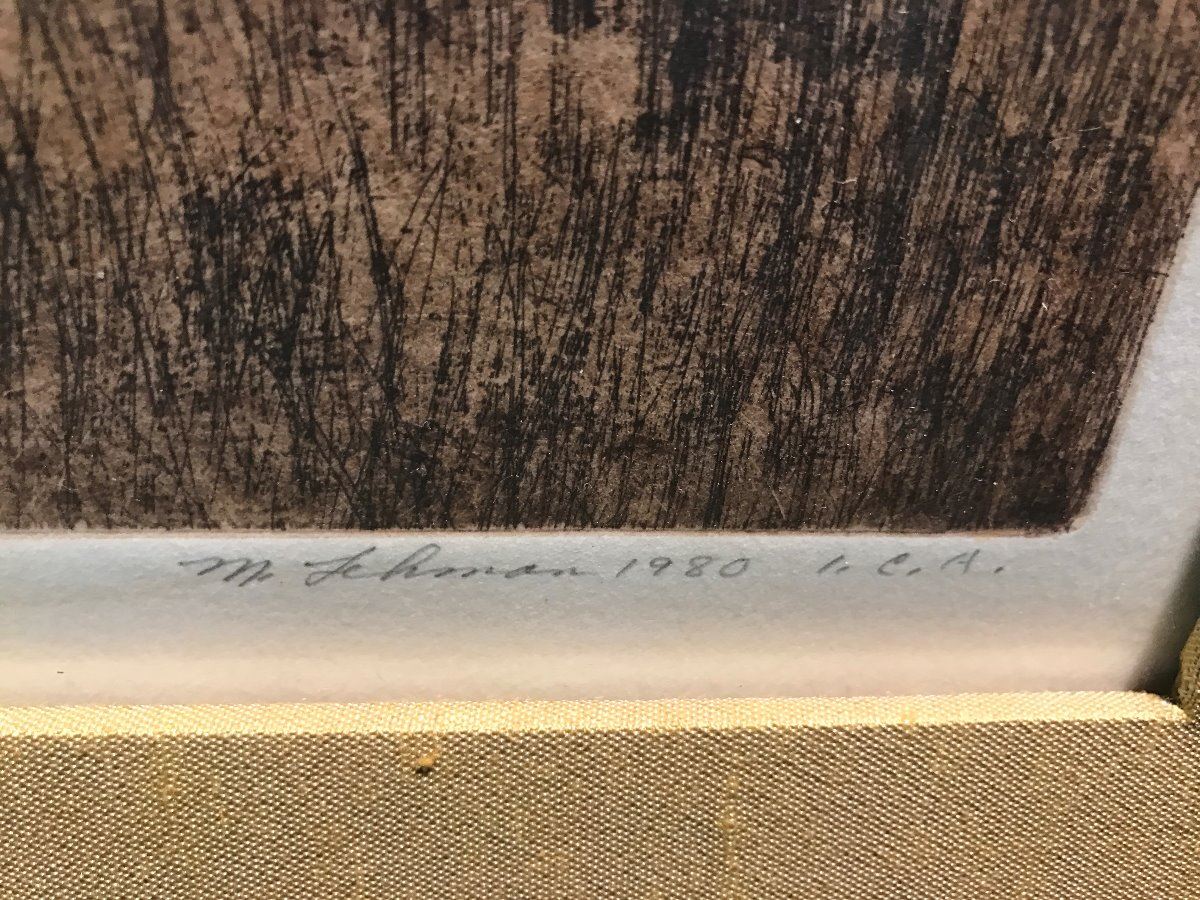 M. Lehman 1980 I. C. A.